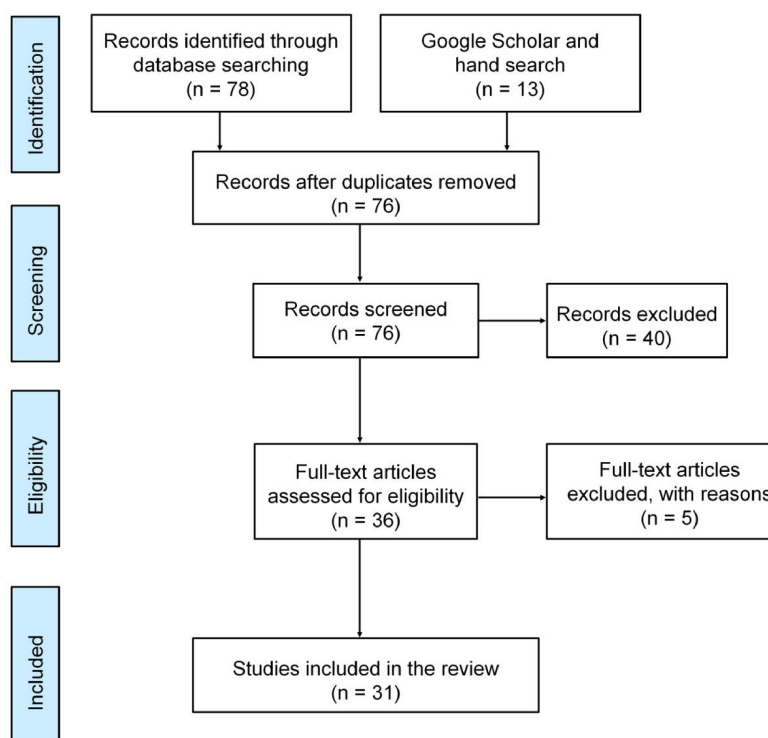 Identification
Records identified through
database searching
(n = 78)
Google Scholar and
hand search
(n = 13)
Records after duplicates removed
(n = 76)
Screening
Records screened
(n = 76)
Records excluded
(n = 40)
Eligibility
Full-text articles
assessed for eligibility
(n = 36)
Full-text articles
excluded, with reasons
(n = 5)
Included
Studies included in the review
(n = 31)